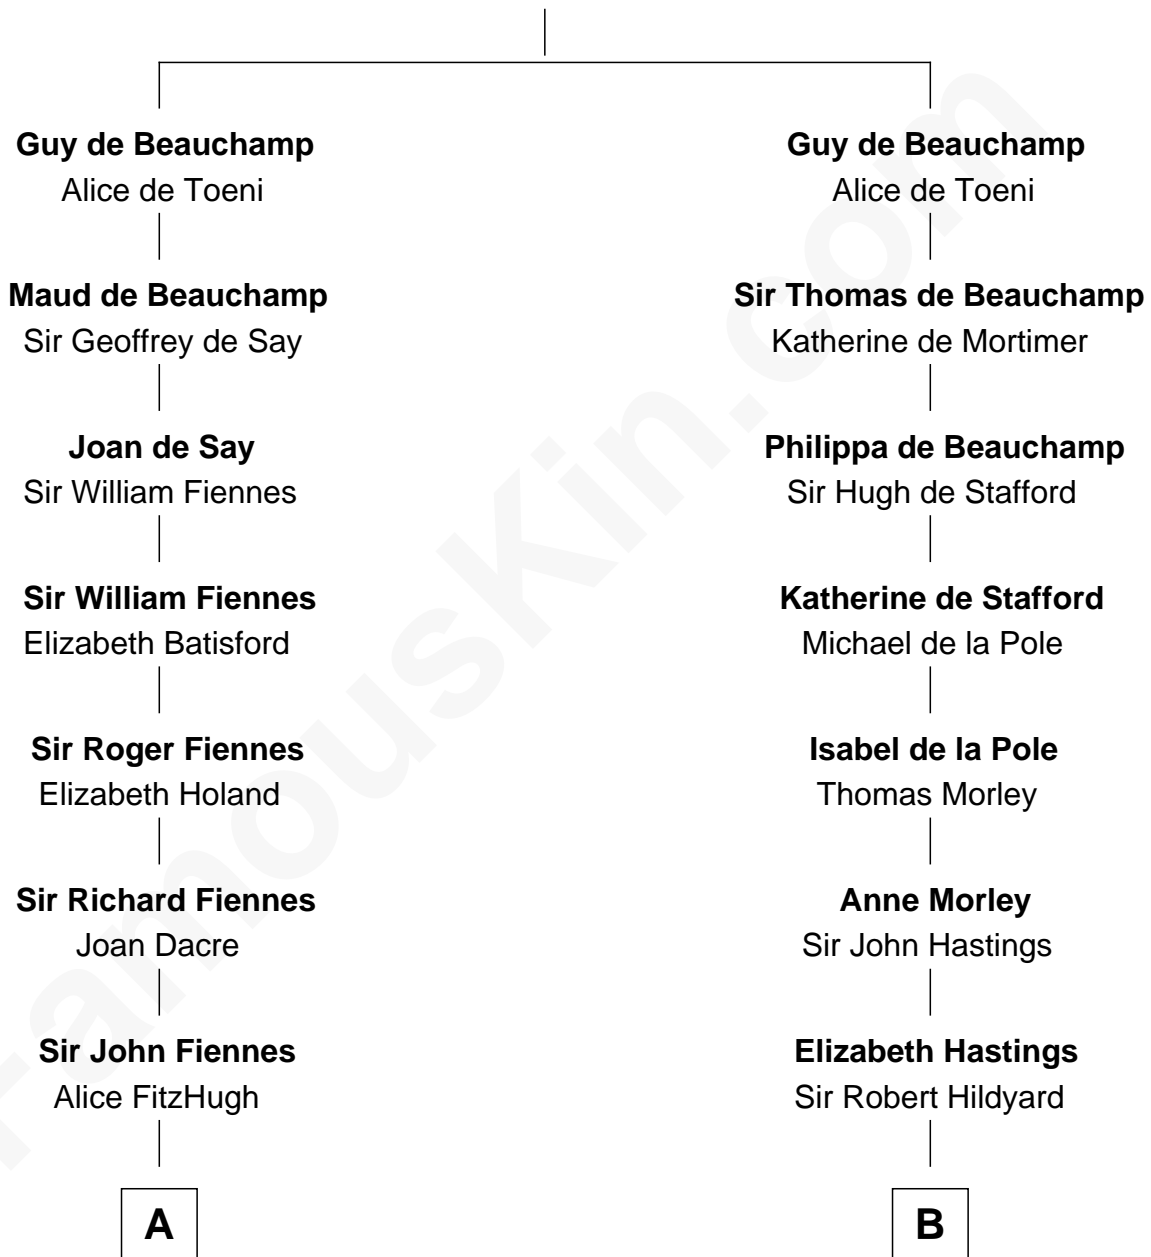 Guy de Beauchamp
Alice de Toeni
Maud de Beauchamp
Sir Geoffrey de Say
Joan de Say
Sir William Fiennes
Sir William Fiennes
Elizabeth Batisford
Sir Roger Fiennes
Elizabeth Holand
Sir Richard Fiennes
Joan Dacre
Sir John Fiennes
Alice FitzHugh
A
Guy de Beauchamp
Alice de Toeni
Sir Thomas de Beauchamp
Katherine de Mortimer
Philippa de Beauchamp
Sir Hugh de Stafford
Katherine de Stafford
Michael de la Pole
Isabel de la Pole
Thomas Morley
Anne Morley
Sir John Hastings
Elizabeth Hastings
Sir Robert Hildyard
B
FamousKin.com